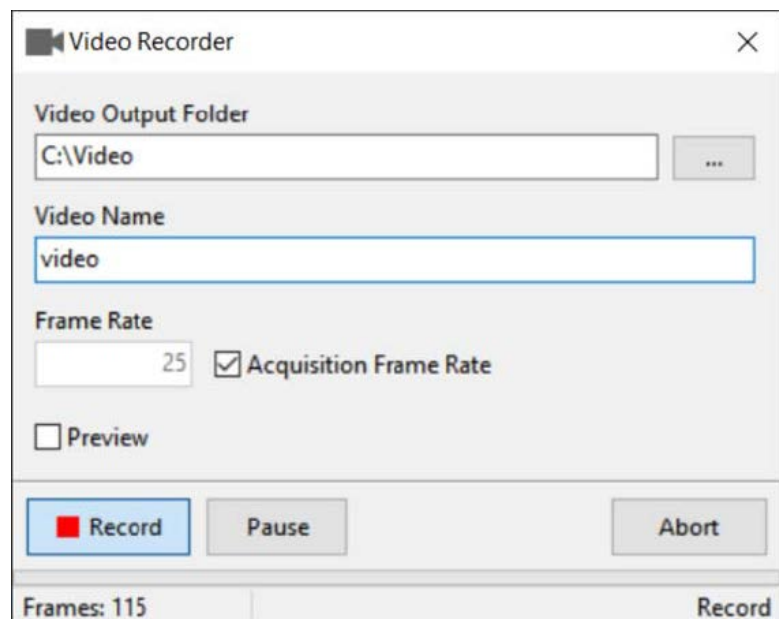 Video Recorder
Video Output Folder
C:\Video
...
Video Name
video
Frame Rate
25 Acquisition Frame Rate
Preview
Record Pause Abort
Frames: 115 Record